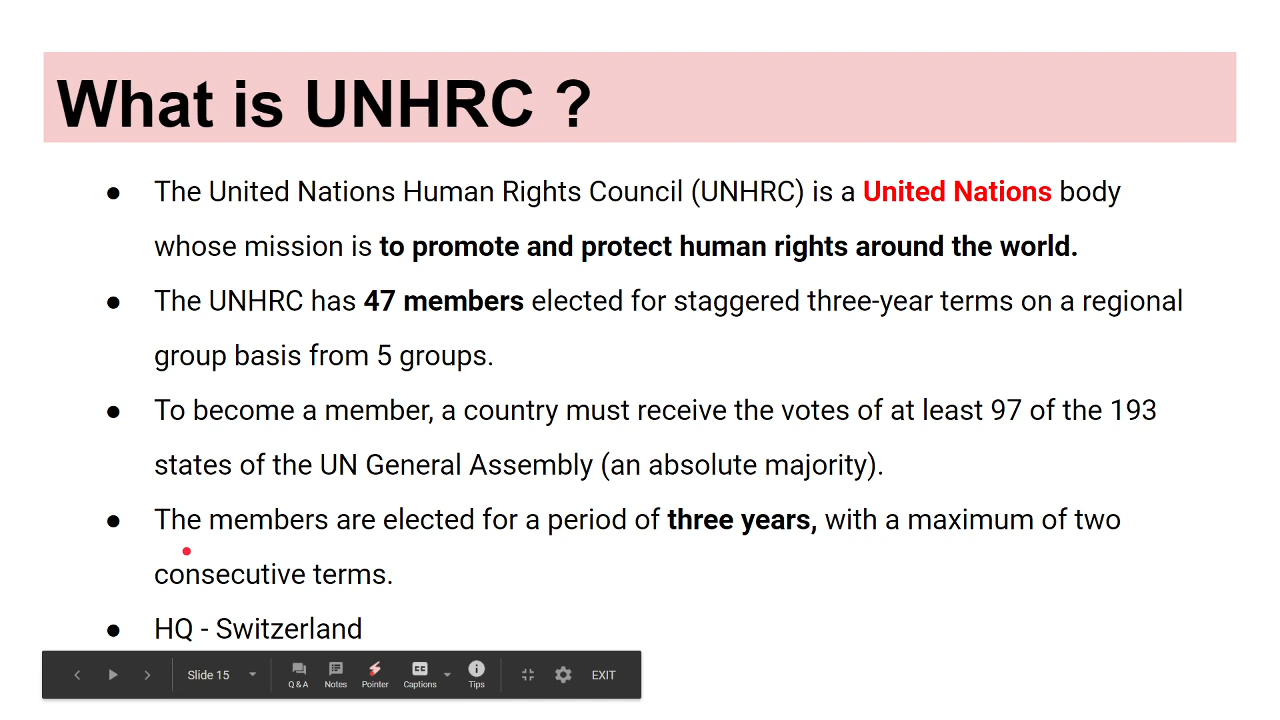 What is UNHRC ?
● The United Nations Human Rights Council (UNHRC) is a United Nations body
whose mission is to promote and protect human rights around the world.
● The UNHRC has 47 members elected for staggered three-year terms on a regional
group basis from 5 groups.
● To become a member, a country must receive the votes of at least 97 of the 193
states of the UN General Assembly (an absolute majority).
● The members are elected for a period of three years, with a maximum of two
consecutive terms.
● HQ - Switzerland
Slide 15 Q & A Notes Pointer CC Captions Tips EXIT